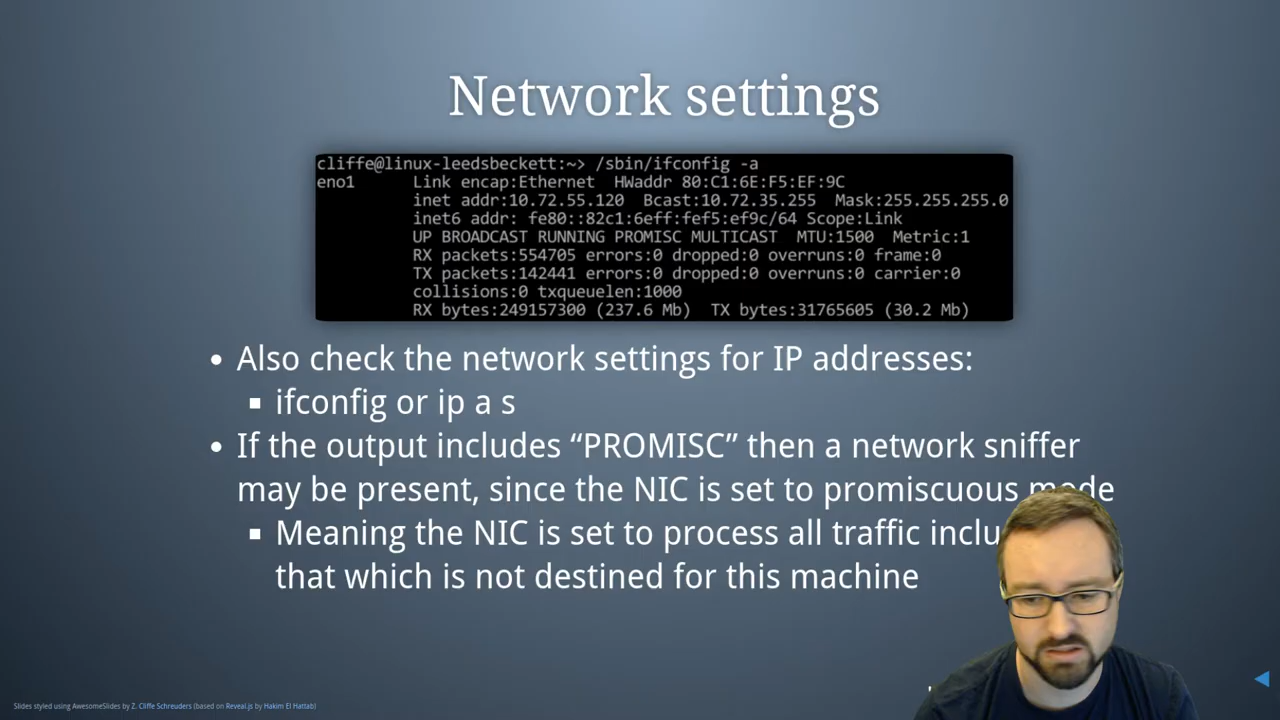 Network settings
cliffe@linux-leedsbeckett:~> /sbin/ifconfig -a
eno1 Link encap:Ethernet HWaddr 80:C1:6E:F5:EF:9C
inet addr:10.72.55.120 Bcast:10.72.35.255 Mask:255.255.255.0
inet6 addr: fe80::82c1:6eff:fef5:ef9c/64 Scope:Link
UP BROADCAST RUNNING PROMISC MULTICAST MTU:1500 Metric:1
RX packets:554705 errors:0 dropped:0 overruns:0 frame:0
TX packets:142441 errors:0 dropped:0 overruns:0 carrier:0
collisions:0 txqueuelen:1000
RX bytes:249157300 (237.6 Mb) TX bytes:31765605 (30.2 Mb)
• Also check the network settings for IP addresses:
▪ ifconfig or ip a s
• If the output includes “PROMISC” then a network sniffer
may be present, since the NIC is set to promiscuous mode
▪ Meaning the NIC is set to process all traffic inclu
that which is not destined for this machine
Slides styled using AwesomeSlides by Z. Cliffe Schreuders (based on Reveal.js by Hakim El Hattab)